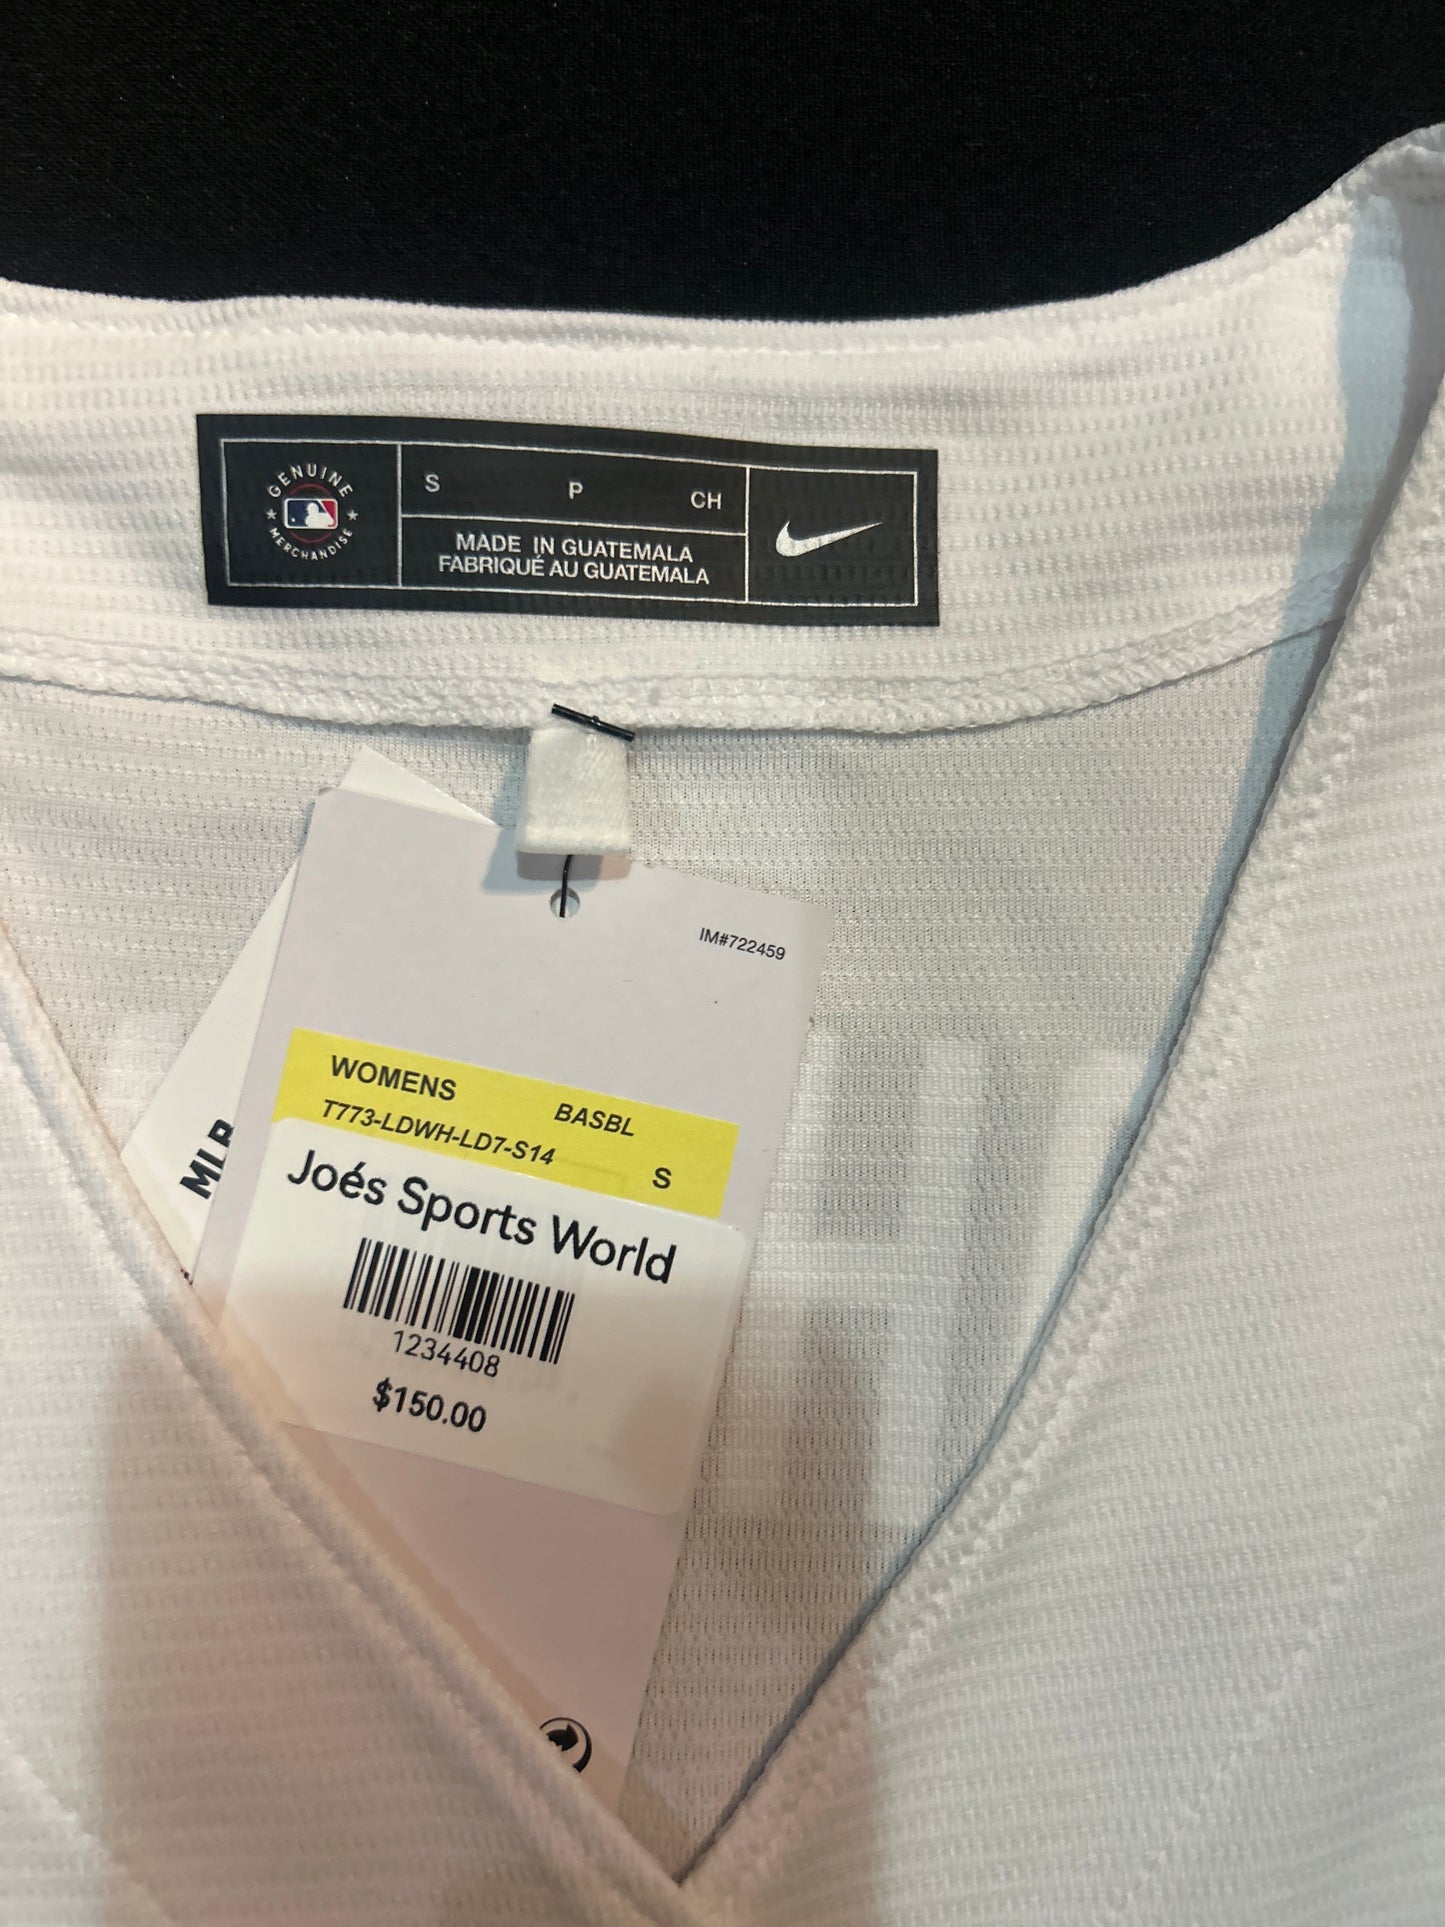 GENUINE
MERCHANDISE
S P CH
MADE IN GUATEMALA
FABRIQUÉ AU GUATEMALA
IM#722459
WOMENS BASBL
T773-LDWH-LD7-S14 S
MLB
Joés Sports World
1234408
$150.00